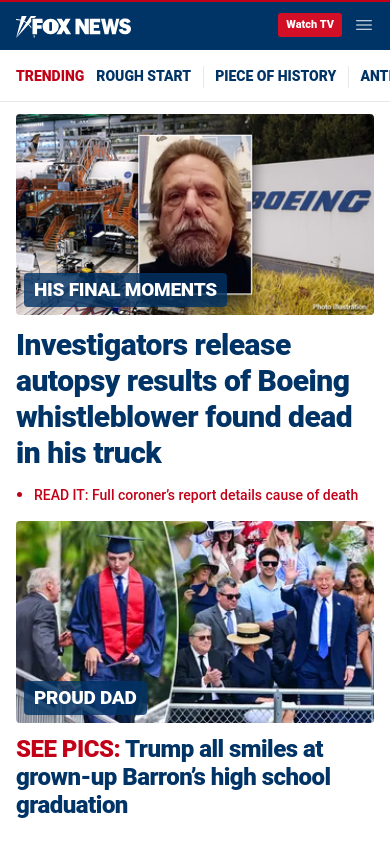 FOX NEWS
Watch TV
TRENDING ROUGH START PIECE OF HISTORY
BOEING
HIS FINAL MOMENTS
Photo illustration
Investigators release
autopsy results of Boeing
whistleblower found dead
in his truck
• READ IT: Full coroner’s report details cause of death
PROUD DAD
SEE PICS: Trump all smiles at
grown-up Barron’s high school
graduation